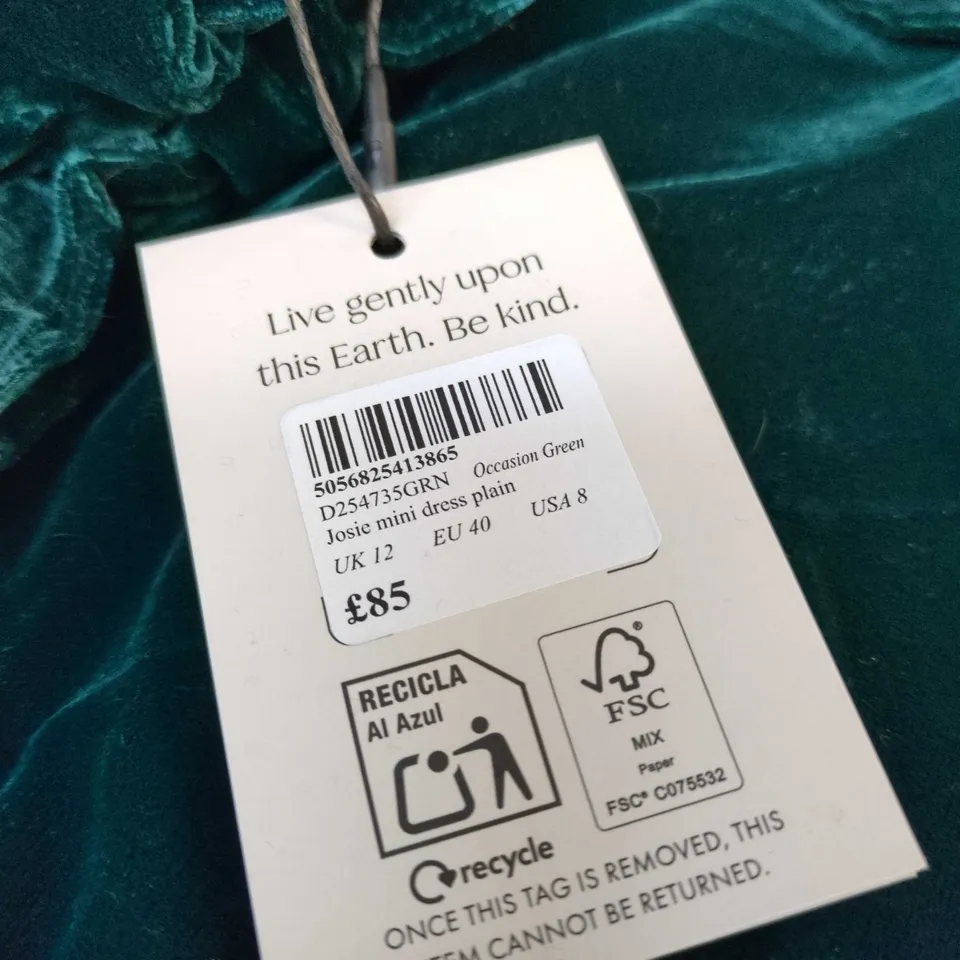 Live gently upon
this Earth. Be kind.
5056825413865
D254735GRN Occasion Green
Josie mini dress plain
UK 12 EU 40 USA 8
£85
RECICLA
Al Azul
FSC®
MIX
Paper
FSC® C075532
recycle
ONCE THIS TAG IS REMOVED, THIS
ITEM CANNOT BE RETURNED.